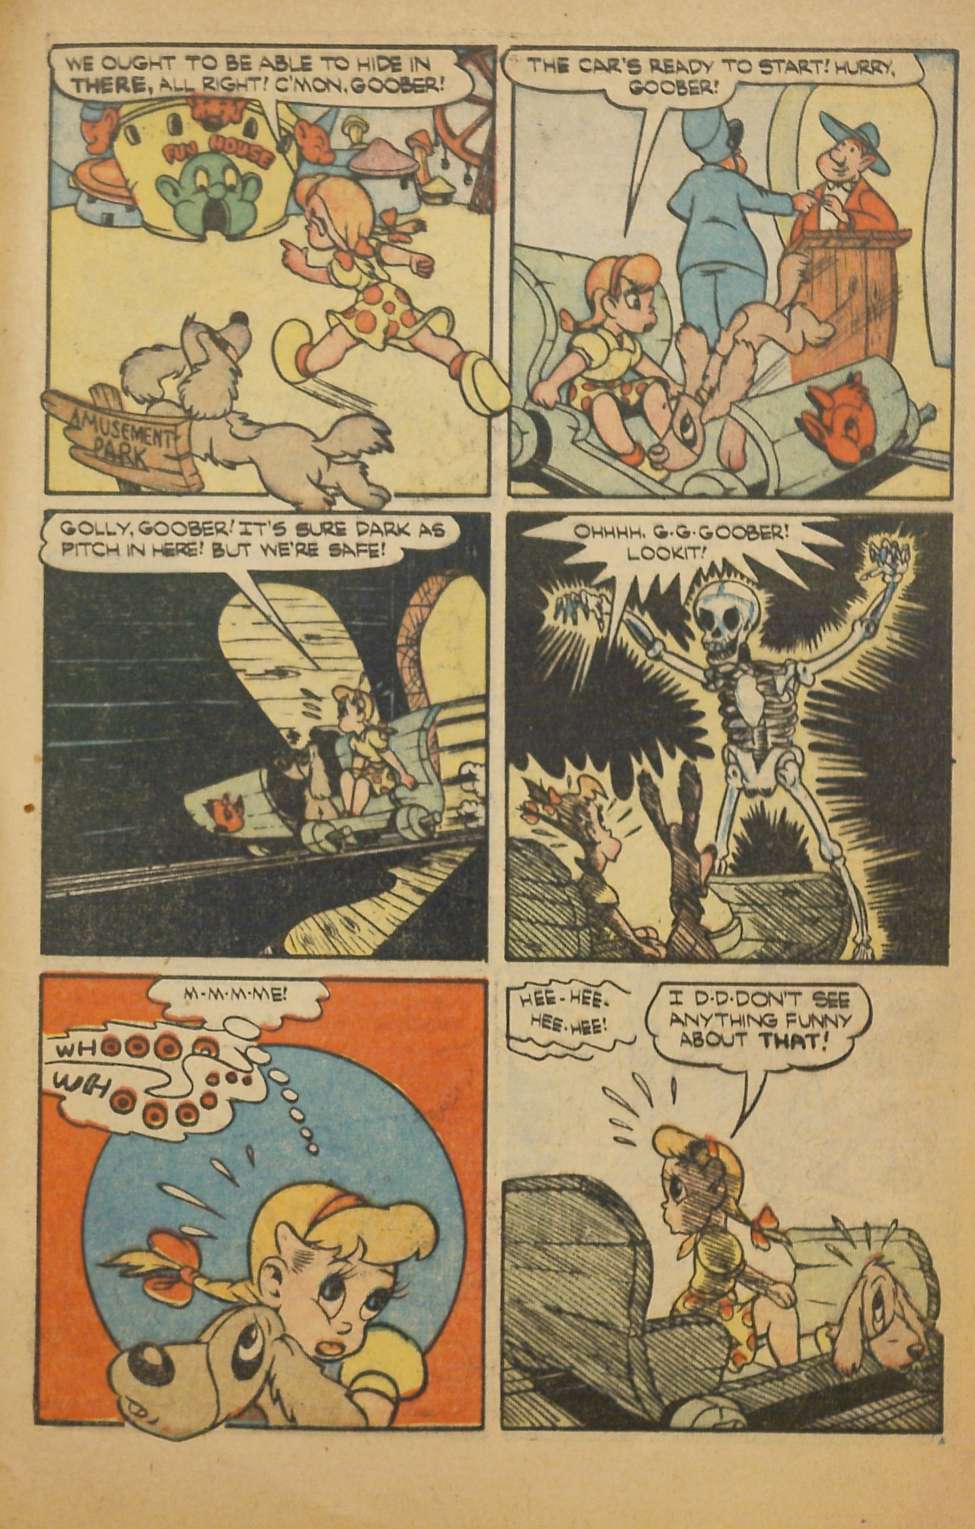 WE OUGHT TO BE ABLE TO HIDE IN
THERE, ALL RIGHT! C'MON, GOOBER!
FUN HOUSE
AMUSEMENT
PARK
THE CAR'S READY TO START! HURRY,
GOOBER!
GOLLY, GOOBER! IT'S SURE DARK AS
PITCH IN HERE! BUT WE'RE SAFE!
OHHHH, G-G-GOOBER!
LOOKIT!
M-M-M-ME!
WHOOOO
WHOOOOOOO
HEE-HEE-
HEE-HEE!
I D-D-DON'T SEE
ANYTHING FUNNY
ABOUT THAT!